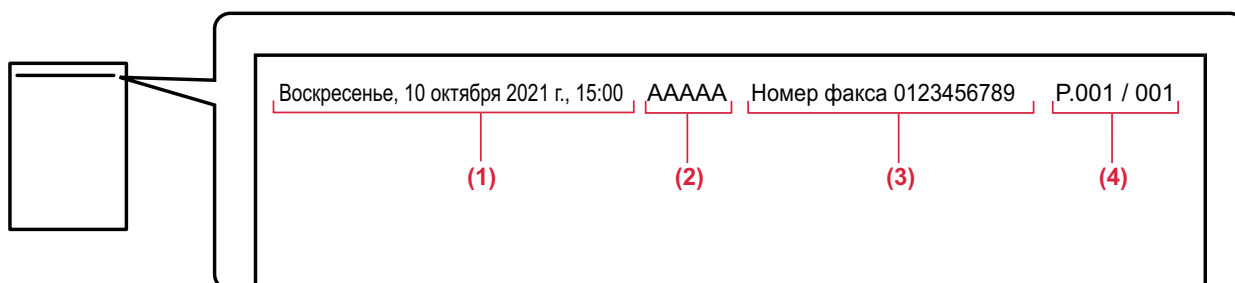 Воскресенье, 10 октября 2021 г., 15:00 AAAAA Номер факса 0123456789 P.001 / 001
(1) (2) (3) (4)